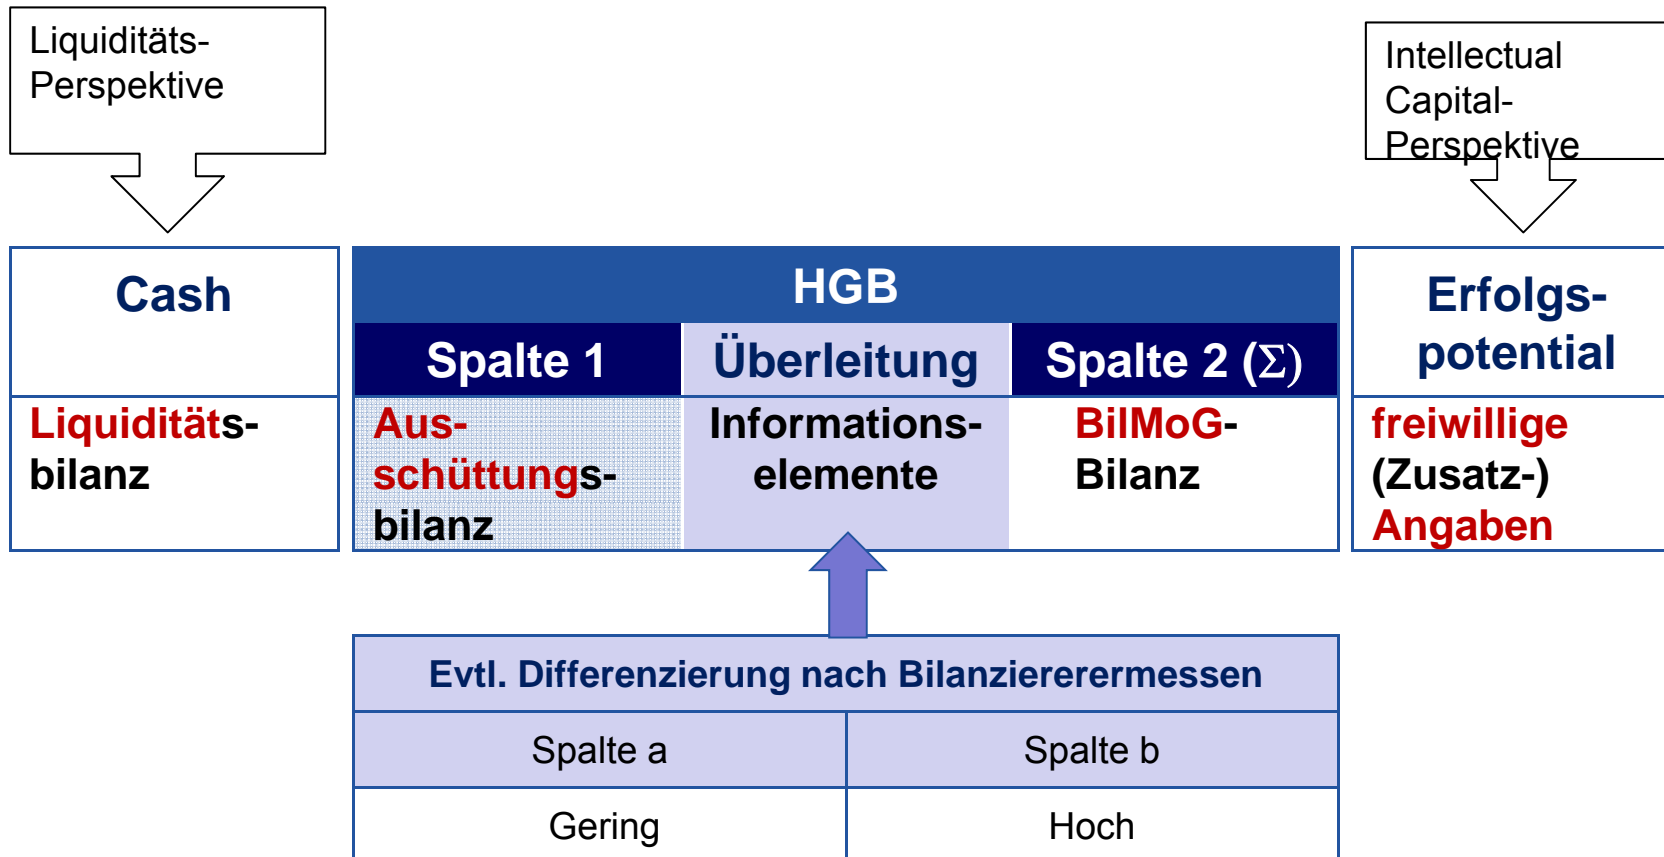 Liquiditäts-
Perspektive
Intellectual
Capital-
Perspektive
Cash
HGB
Erfolgs-
potential
Spalte 1
Überleitung
Spalte 2 (Σ)
Liquiditäts-
bilanz
Aus-
schüttungs-
bilanz
Informations-
elemente
BilMoG-
Bilanz
freiwillige
(Zusatz-)
Angaben
Evtl. Differenzierung nach Bilanziererermessen
Spalte a
Spalte b
Gering
Hoch